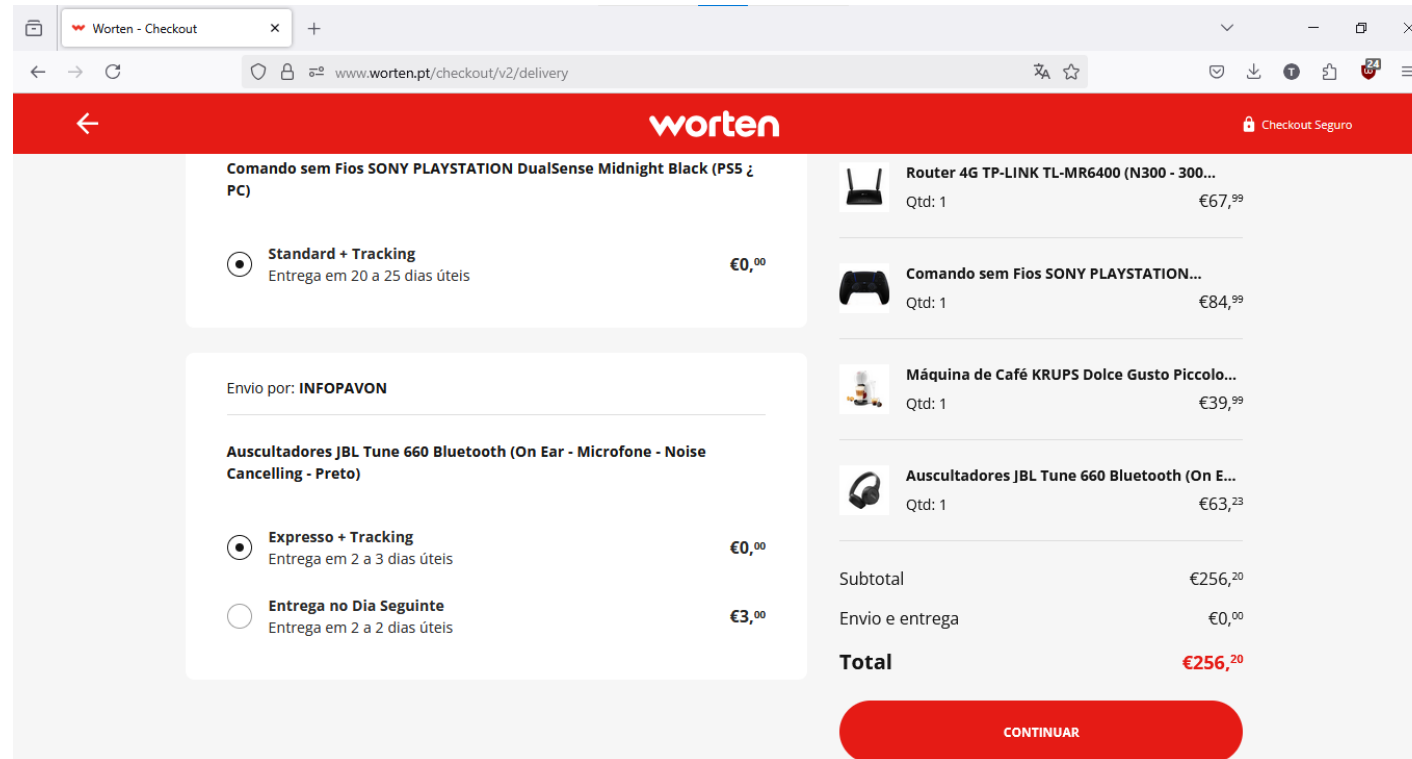 Worten - Checkout
www.worten.pt/checkout/v2/delivery
24
T
worten
Checkout Seguro
Comando sem Fios SONY PLAYSTATION DualSense Midnight Black (PS5 ¿
PC)
Standard + Tracking
€0,00
Entrega em 20 a 25 dias úteis
Envio por: INFOPAVON
Auscultadores JBL Tune 660 Bluetooth (On Ear - Microfone - Noise
Cancelling - Preto)
Expresso + Tracking
€0,00
Entrega em 2 a 3 dias úteis
Entrega no Dia Seguinte
€3,00
Entrega em 2 a 2 dias úteis
Router 4G TP-LINK TL-MR6400 (N300 - 300...
Qtd: 1 €67,99
Comando sem Fios SONY PLAYSTATION...
Qtd: 1 €84,99
Máquina de Café KRUPS Dolce Gusto Piccolo...
Qtd: 1 €39,99
Auscultadores JBL Tune 660 Bluetooth (On E...
Qtd: 1 €63,23
Subtotal €256,20
Envio e entrega €0,00
Total €256,20
CONTINUAR